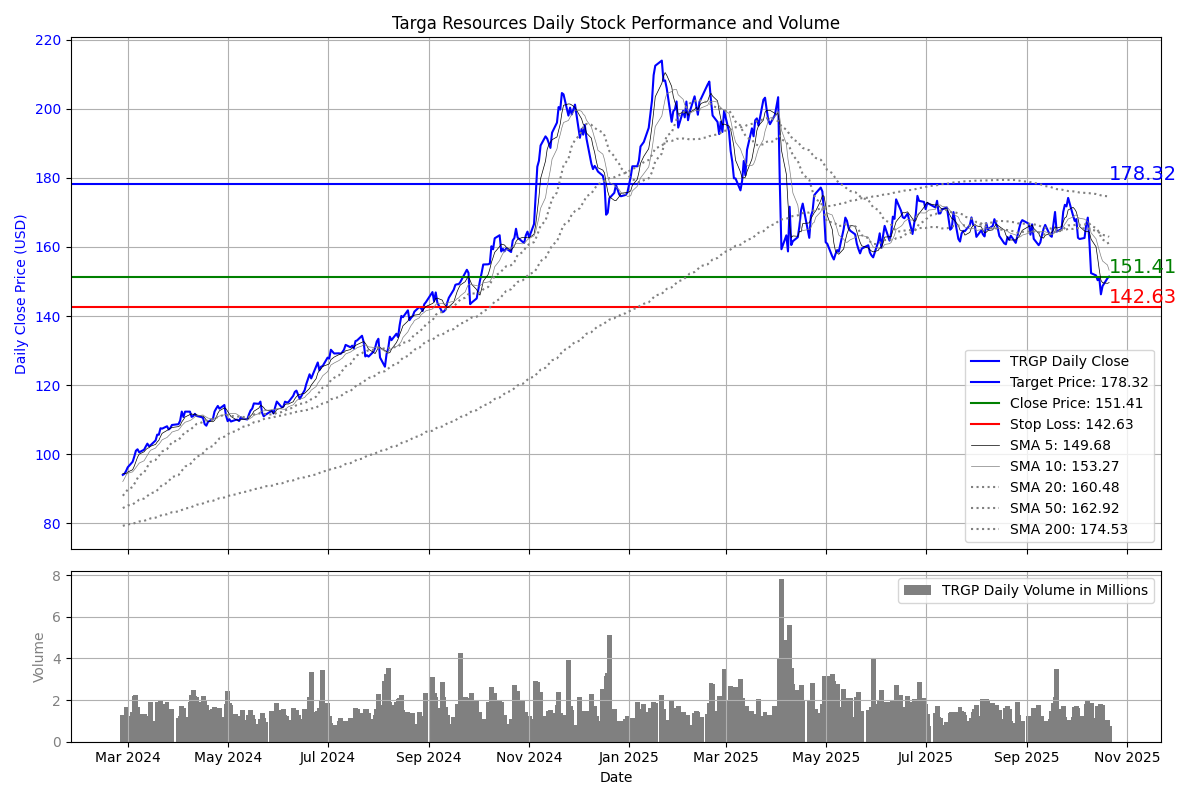 Targa Resources Daily Stock Performance and Volume
220
200
180
160
140
120
100
80
Daily Close Price (USD)
178.32
151.41
142.63
TRGP Daily Close
Target Price: 178.32
Close Price: 151.41
Stop Loss: 142.63
SMA 5: 149.68
SMA 10: 153.27
SMA 20: 160.48
SMA 50: 162.92
SMA 200: 174.53
8
6
4
2
0
Volume
TRGP Daily Volume in Millions
Mar 2024 May 2024 Jul 2024 Sep 2024 Nov 2024 Jan 2025 Mar 2025 May 2025 Jul 2025 Sep 2025 Nov 2025
Date